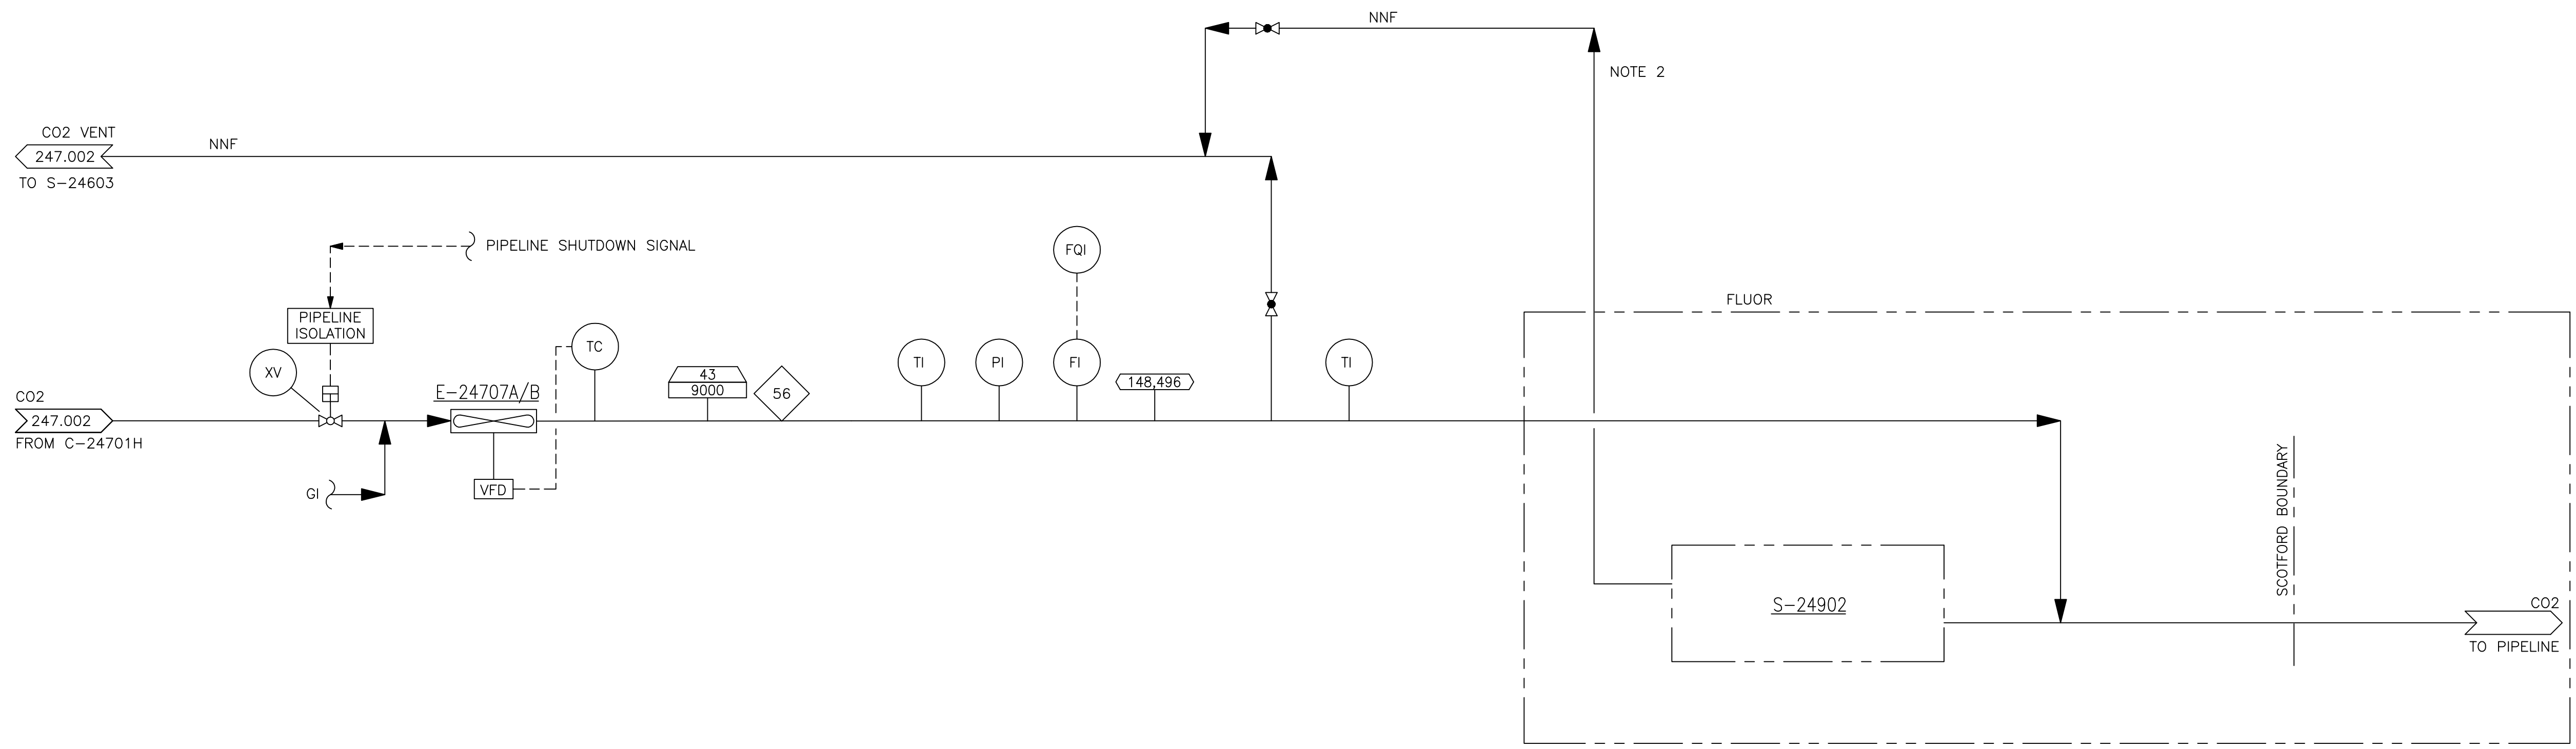 NNF
NOTE 2
CO2 VENT
247.002
NNF
TO S-24603
PIPELINE SHUTDOWN SIGNAL
FQI
FLUOR
PIPELINE
ISOLATION
TC
XV
TI
PI
FI
TI
43
9000
56
148,496
E-24707A/B
CO2
247.002
FROM C-24701H
GI
VFD
SCOTFORD BOUNDARY
S-24902
CO2
TO PIPELINE